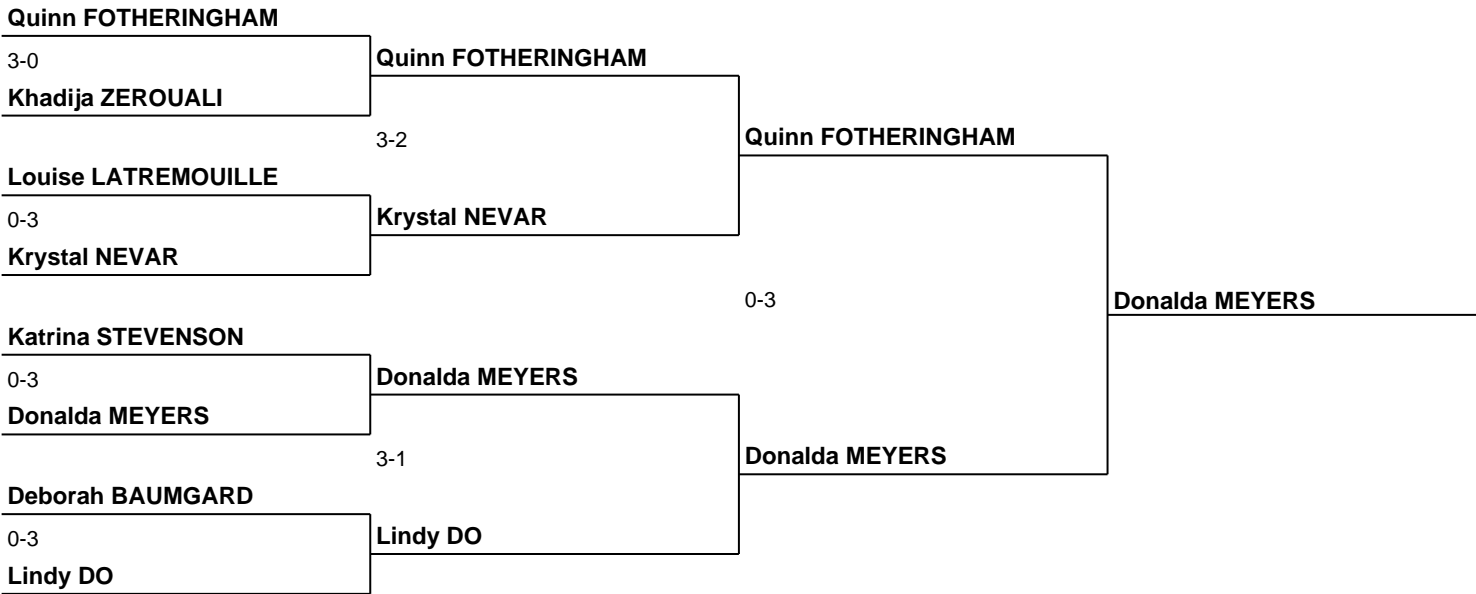 Quinn FOTHERINGHAM
3-0
Khadija ZEROUALI
Quinn FOTHERINGHAM
3-2
Quinn FOTHERINGHAM
Louise LATREMOUILLE
0-3
Krystal NEVAR
Krystal NEVAR
0-3
Donalda MEYERS
Katrina STEVENSON
0-3
Donalda MEYERS
Donalda MEYERS
3-1
Donalda MEYERS
Deborah BAUMGARD
0-3
Lindy DO
Lindy DO